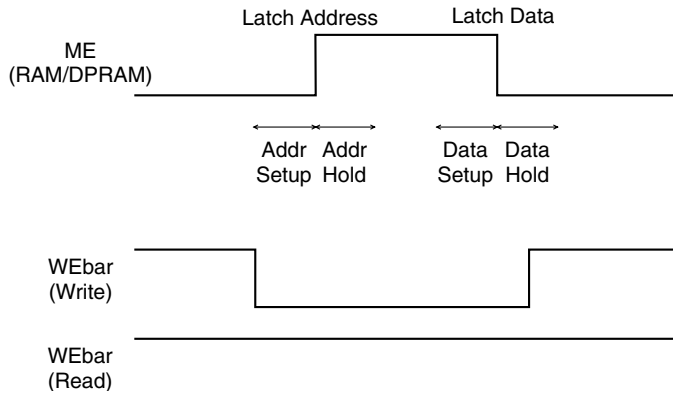 Latch Address
Latch Data
ME
(RAM/DPRAM)
Addr Addr
Setup Hold
Data Data
Setup Hold
WEbar
(Write)
WEbar
(Read)